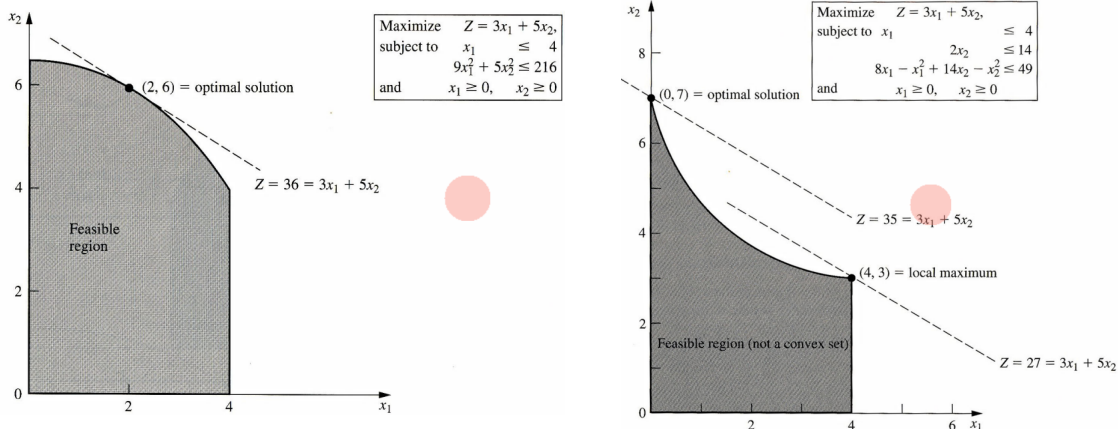 x₂
Maximize Z = 3x₁ + 5x₂,
subject to x₁ ≤ 4
9x₁² + 5x₂² ≤ 216
and x₁ ≥ 0, x₂ ≥ 0
6
(2, 6) = optimal solution
4
Z = 36 = 3x₁ + 5x₂
Feasible
region
2
0
2
4
x₁
x₂
Maximize Z = 3x₁ + 5x₂,
subject to x₁ ≤ 4
2x₂ ≤ 14
8x₁ − x₁² + 14x₂ − x₂² ≤ 49
and x₁ ≥ 0, x₂ ≥ 0
8
(0, 7) = optimal solution
6
4
Z = 35 = 3x₁ + 5x₂
(4, 3) = local maximum
2
Feasible region (not a convex set)
Z = 27 = 3x₁ + 5x₂
0
2
4
6
x₁